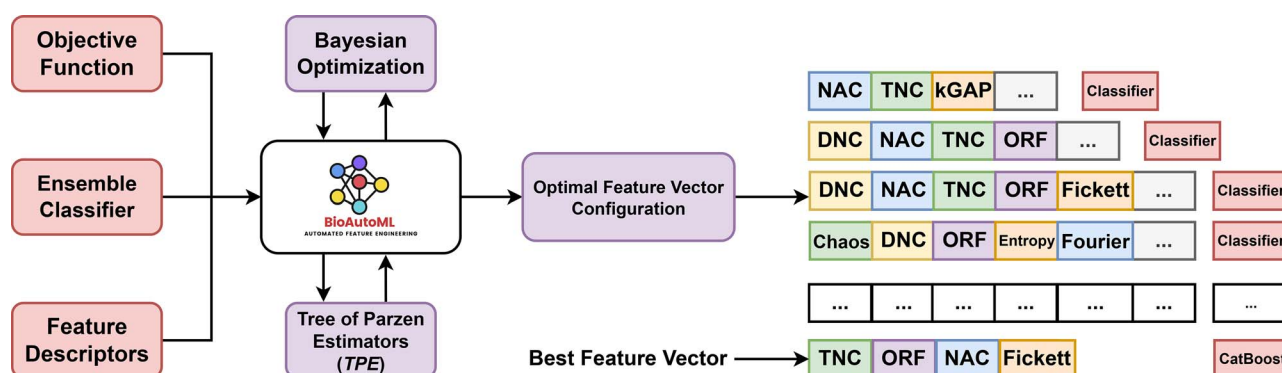 Objective
Function
Ensemble
Classifier
Feature
Descriptors
Bayesian
Optimization
BioAutoML
AUTOMATED FEATURE ENGINEERING
Tree of Parzen
Estimators
(TPE)
Optimal Feature Vector
Configuration
NAC TNC kGAP ... Classifier
DNC NAC TNC ORF ... Classifier
DNC NAC TNC ORF Fickett ... Classifier
Chaos DNC ORF Entropy Fourier ... Classifier
... ... ... ... ... ... ...
Best Feature Vector TNC ORF NAC Fickett CatBoost